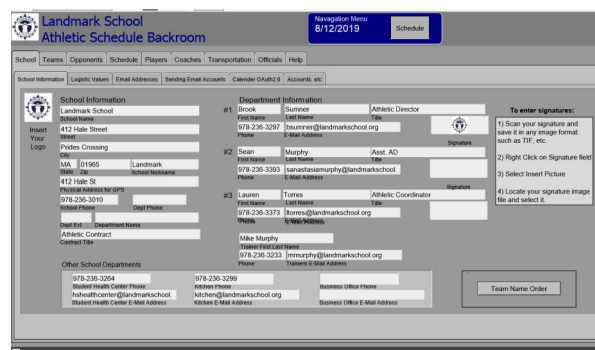 Landmark School
Athletic Schedule Backroom
Navagation Menu
8/12/2019
Schedule
School Teams Opponents Schedule Players Coaches Transportation Officials Help
School Information Logistic Values Email Addresses Sending Email Accounts Calender OAuth2.0 Accounts, etc
Insert
Your
Logo
School Information
Landmark School
School Name
412 Hale Street
Street
Prides Crossing
City
MA 01965 Landmark
State Zip School Nickname
412 Hale St
Physical Address for GPS
978-236-3010
School Phone Dept Phone
Dept Ext Department Name
Athletic Contract
Contract Title
Department Information
#1 Brook Sumner Athletic Director
First Name Last Name Title
978-236-3297 bsumner@landmarkschool.org
Phone E-Mail Address
Signature
#2 Sean Murphy Asst. AD
First Name Last Name Title
978-236-3393 sanastasiamurphy@landmarkschool.
Phone E-Mail Address
Signature
#3 Lauren Torres Athletic Coordinator
First Name Last Name Title
978-236-3373 ltorres@landmarkschool.org
Phone E-Mail Address
Mike Murphy
Trainer First Last Name
978-236-3233 mmurphy@landmarkschool.org
Phone Trainers E-Mail Address
To enter signatures:
1) Scan your signature and
save it in any image format
such as TIF, etc.
2) Right Click on Signature field
3) Select Insert Picture
4) Locate your signature image
file and select it.
Other School Departments
978-236-3264 978-236-3299
Student Health Center Phone Kitchen Phone Business Office Phone
hshealthcenter@landmarkschool. kitchen@landmarkschool.org
Student Health Center E-Mail Address Kitchen E-Mail Address Business Office E-Mail Address
Team Name Order